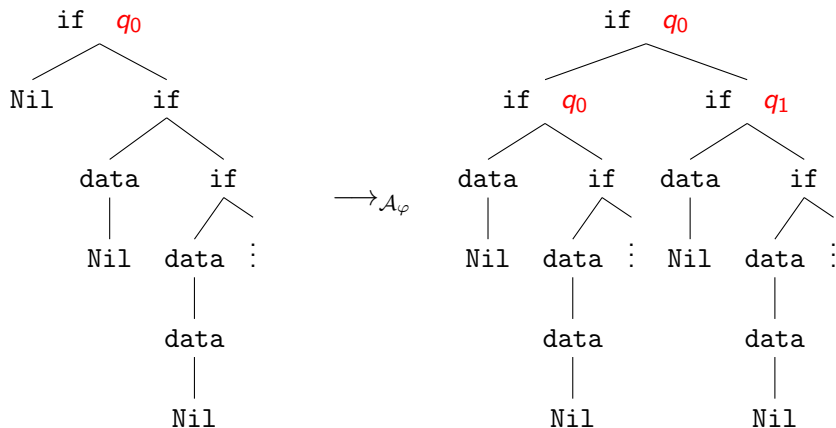 if q₀ if q₀
Nil if if q₀ if q₁
data if data if data if
⟶𝒜φ
Nil data ⋮ Nil data ⋮ Nil data ⋮
data data data
Nil Nil Nil